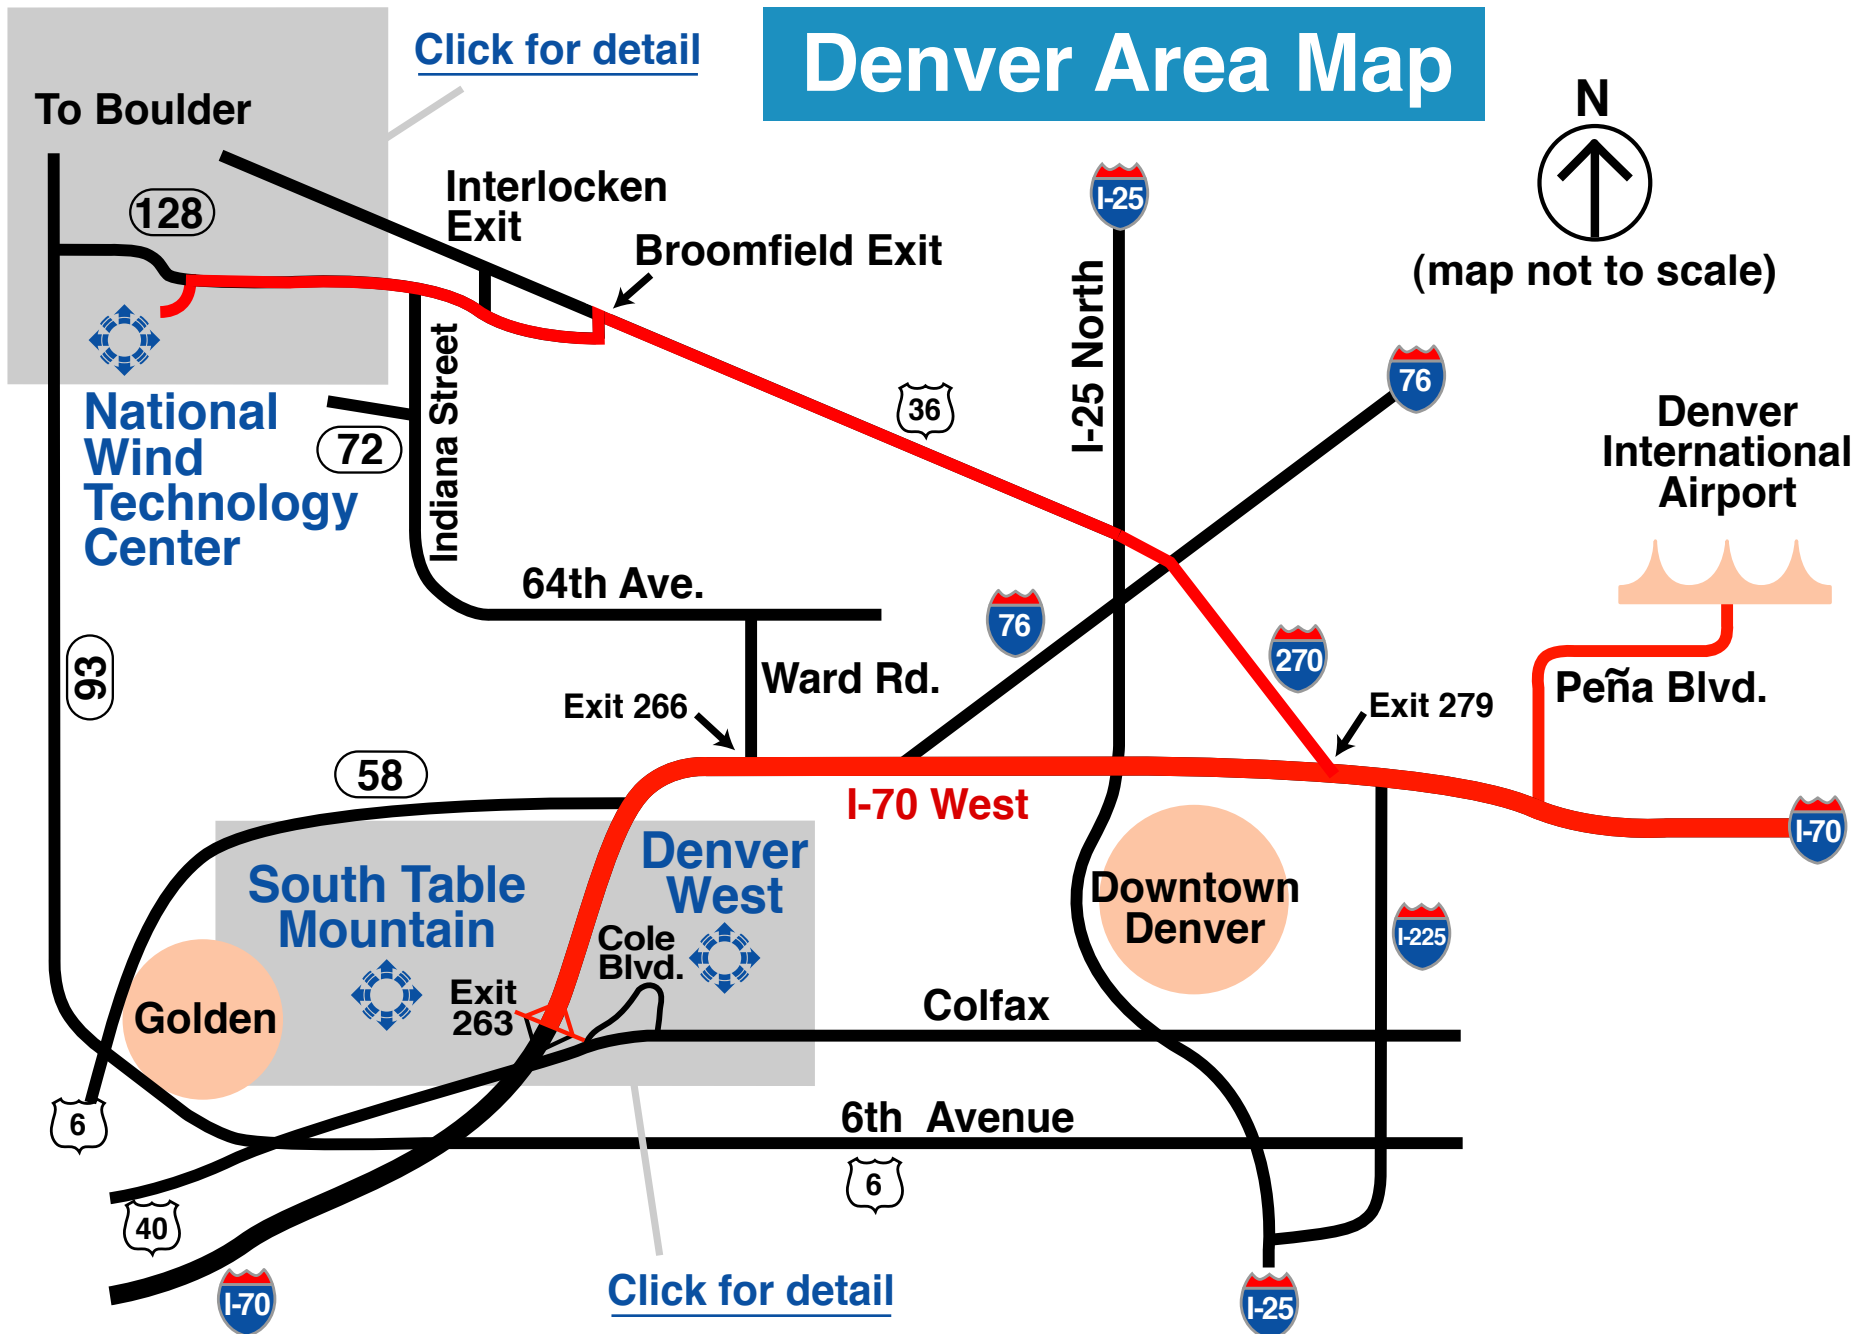 Click for detail
Denver Area Map
To Boulder
N
(map not to scale)
128
Interlocken
Exit
Broomfield Exit
I-25
I-25 North
36
76
Denver
International
Airport
National
Wind
Technology
Center
72
Indiana Street
64th Ave.
76
270
93
Ward Rd.
Exit 266
Exit 279
Peña Blvd.
58
I-70 West
I-70
South Table
Mountain
Denver
West
Cole
Blvd.
Downtown
Denver
I-225
Exit
263
Golden
Colfax
6
6th Avenue
6
40
I-70
Click for detail
I-25